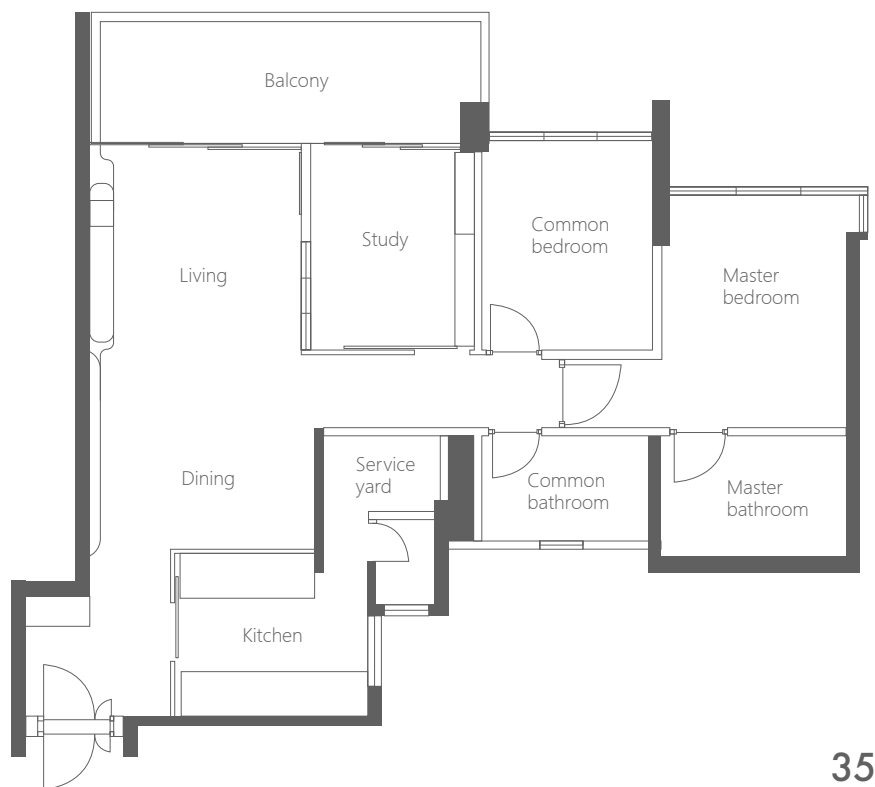 Balcony
Common
bedroom
Study
Living
Master
bedroom
Service
yard
Dining
Common
bathroom
Master
bathroom
Kitchen
35